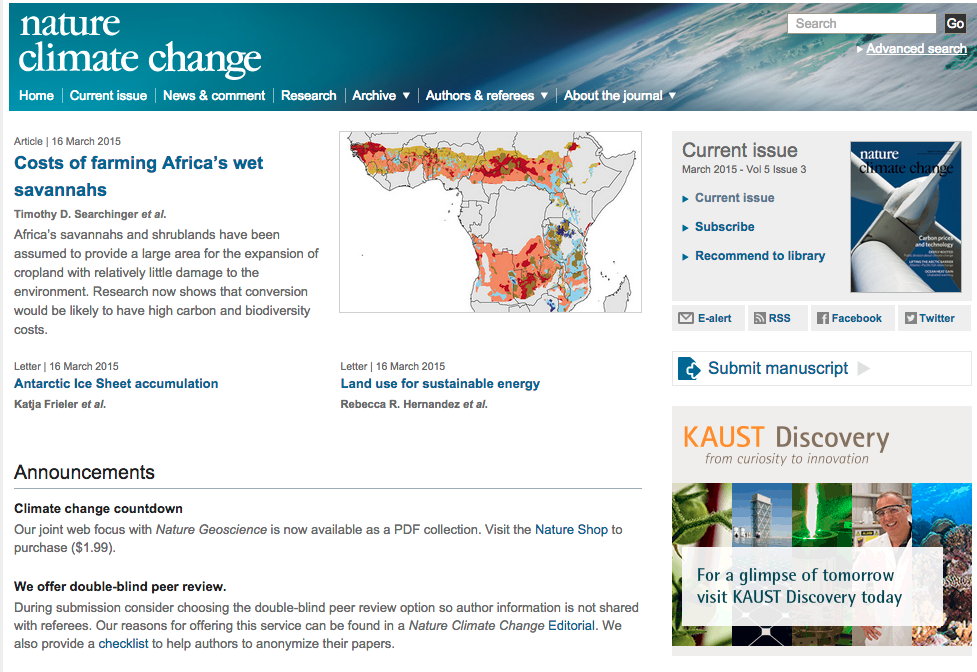 nature
climate change
Search
Go
Advanced search
Home
Current issue
News & comment
Research
Archive
Authors & referees
About the journal
Article | 16 March 2015
Costs of farming Africa's wet
savannahs
Timothy D. Searchinger et al.
Africa's savannahs and shrublands have been
assumed to provide a large area for the expansion of
cropland with relatively little damage to the
environment. Research now shows that conversion
would be likely to have high carbon and biodiversity
costs.
Letter | 16 March 2015
Antarctic Ice Sheet accumulation
Katja Frieler et al.
Letter | 16 March 2015
Land use for sustainable energy
Rebecca R. Hernandez et al.
Announcements
Climate change countdown
Our joint web focus with Nature Geoscience is now available as a PDF collection. Visit the Nature Shop to
purchase ($1.99).
We offer double-blind peer review.
During submission consider choosing the double-blind peer review option so author information is not shared
with referees. Our reasons for offering this service can be found in a Nature Climate Change Editorial. We
also provide a checklist to help authors to anonymize their papers.
Current issue
March 2015 - Vol 5 Issue 3
Current issue
Subscribe
Recommend to library
nature
climate change
Carbon prices
and technology
E-alert
RSS
Facebook
Twitter
Submit manuscript
KAUST Discovery
from curiosity to innovation
For a glimpse of tomorrow
visit KAUST Discovery today